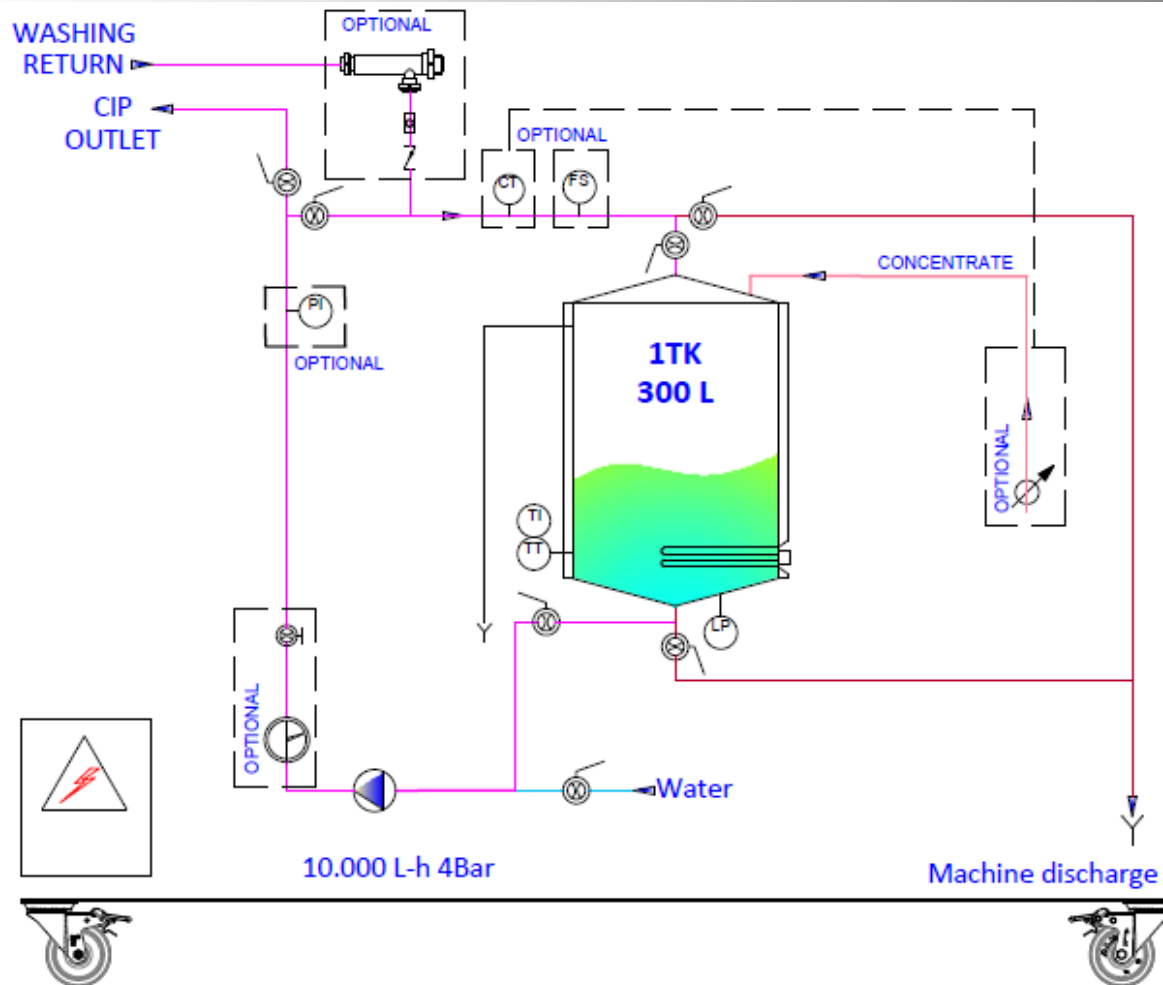 OPTIONAL
WASHING
RETURN
CIP
OUTLET
OPTIONAL
CT
FS
CONCENTRATE
PI
OPTIONAL
1TK
300 L
OPTIONAL
TI
TT
LP
OPTIONAL
Water
10.000 L-h 4Bar
Machine discharge